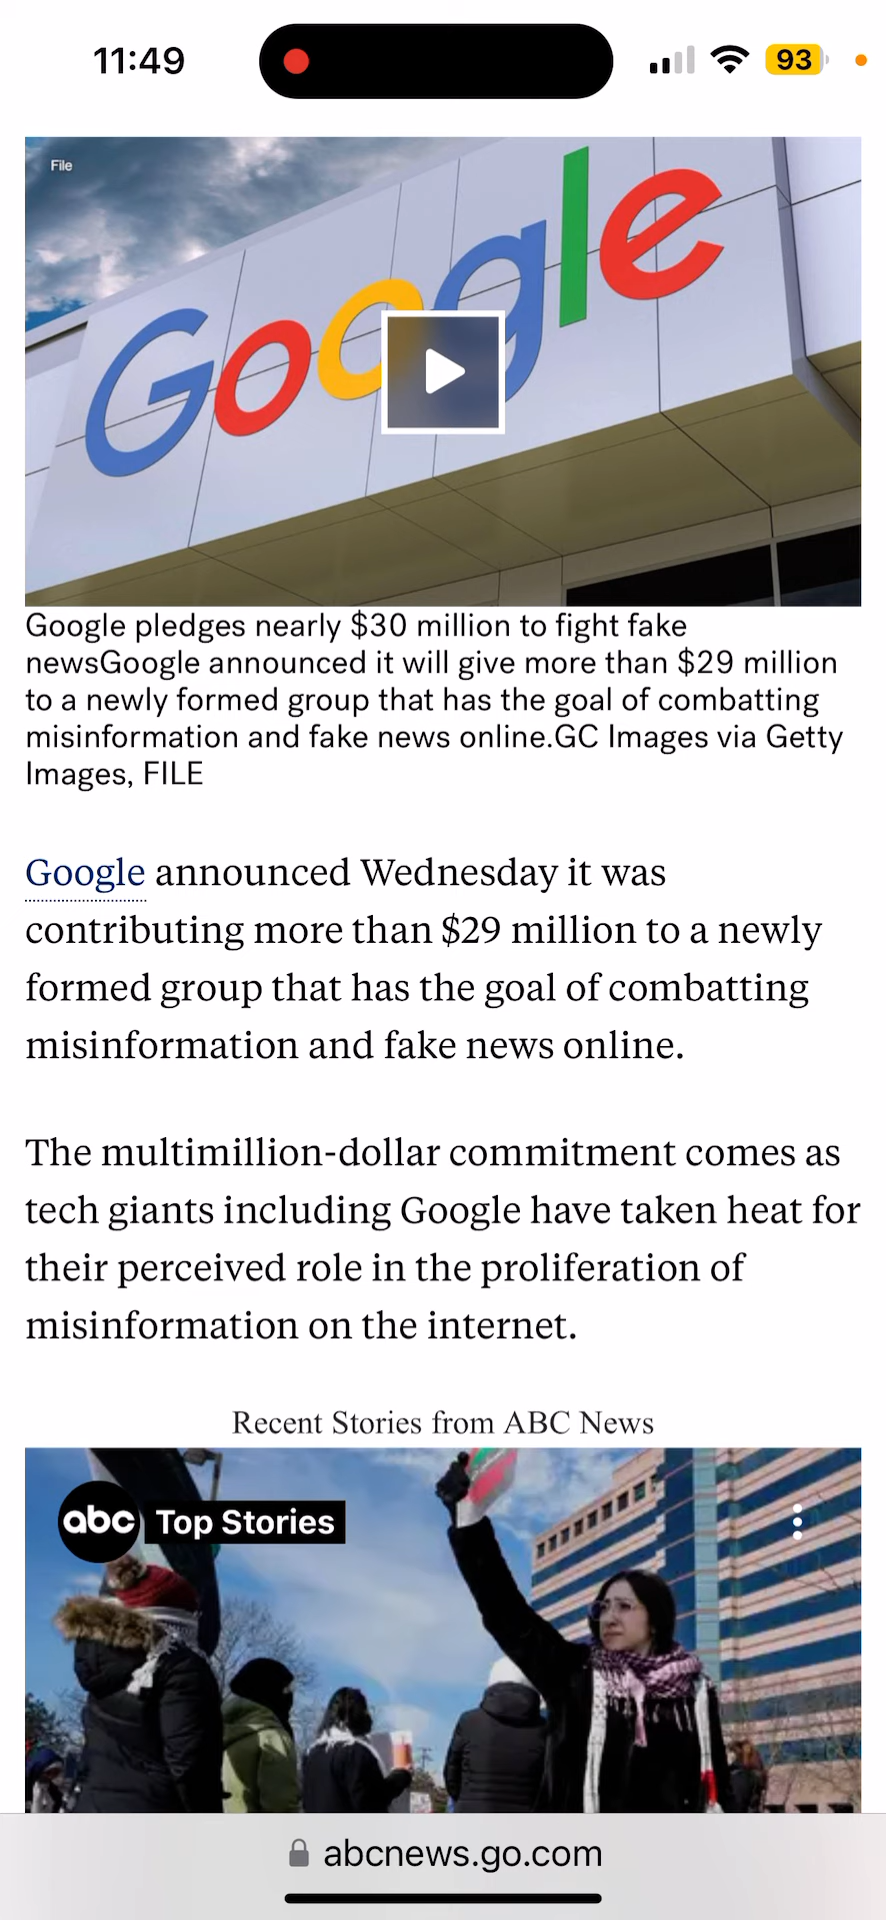 11:49
93
File
Google
Google pledges nearly $30 million to fight fake
newsGoogle announced it will give more than $29 million
to a newly formed group that has the goal of combatting
misinformation and fake news online.GC Images via Getty
Images, FILE
Google announced Wednesday it was
contributing more than $29 million to a newly
formed group that has the goal of combatting
misinformation and fake news online.
The multimillion-dollar commitment comes as
tech giants including Google have taken heat for
their perceived role in the proliferation of
misinformation on the internet.
Recent Stories from ABC News
abc Top Stories
abcnews.go.com